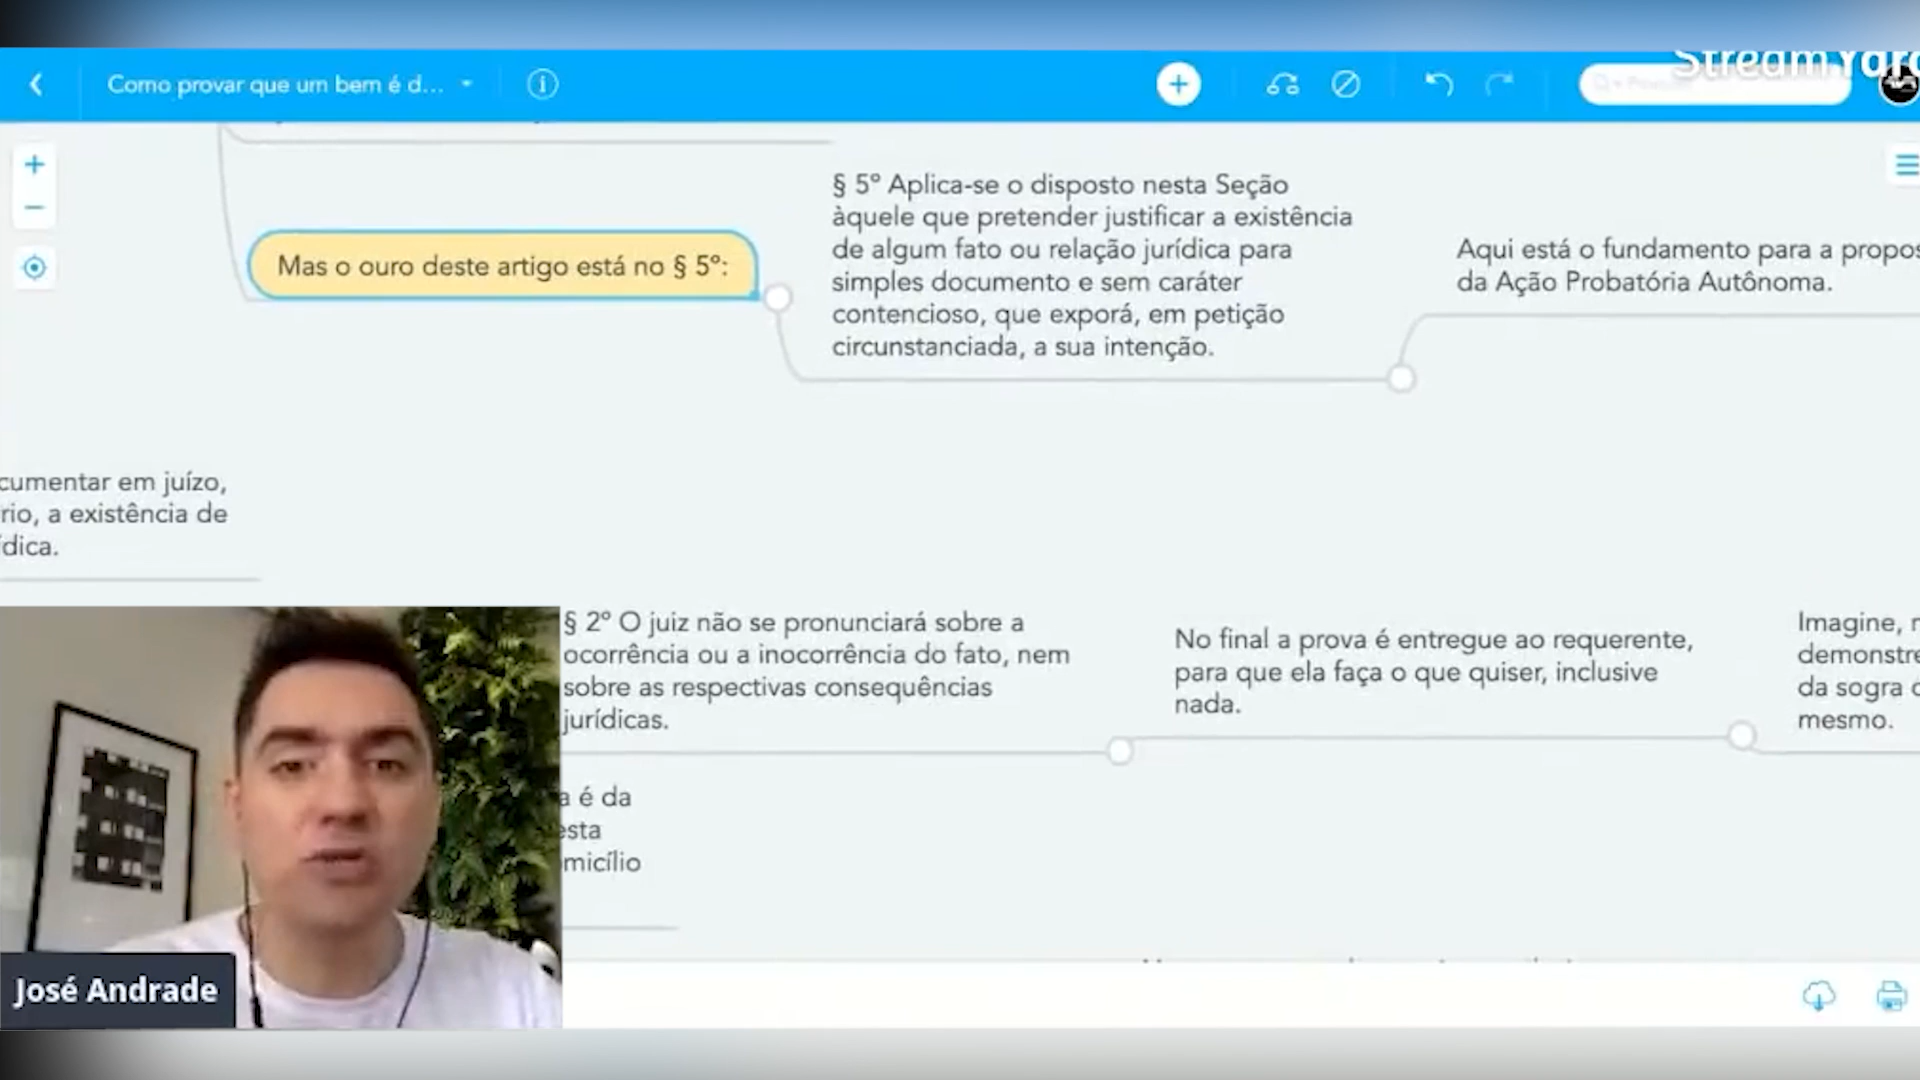 Como provar que um bem é d...
StreamYard
Mas o ouro deste artigo está no § 5º:
§ 5º Aplica-se o disposto nesta Seção
àquele que pretender justificar a existência
de algum fato ou relação jurídica para
simples documento e sem caráter
contencioso, que exporá, em petição
circunstanciada, a sua intenção.
Aqui está o fundamento para a propos
da Ação Probatória Autônoma.
cumentar em juízo,
rio, a existência de
dica.
§ 2º O juiz não se pronunciará sobre a
ocorrência ou a inocorrência do fato, nem
sobre as respectivas consequências
jurídicas.
No final a prova é entregue ao requerente,
para que ela faça o que quiser, inclusive
nada.
Imagine,
demonstre
da sogra
mesmo.
a é da
esta
micílio
José Andrade